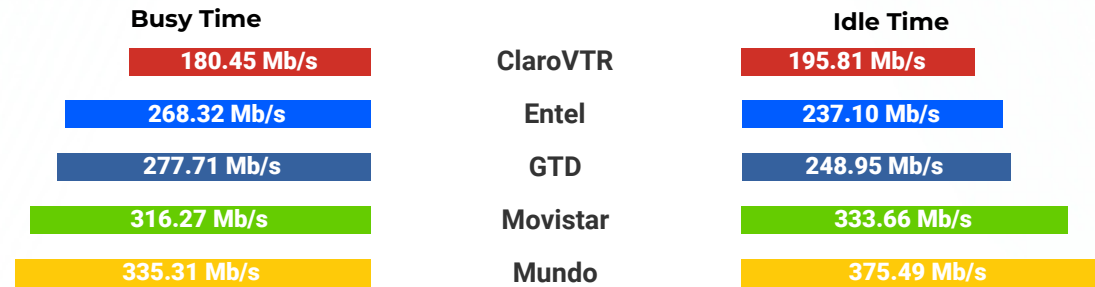 Busy Time Idle Time
180.45 Mb/s ClaroVTR 195.81 Mb/s
268.32 Mb/s Entel 237.10 Mb/s
277.71 Mb/s GTD 248.95 Mb/s
316.27 Mb/s Movistar 333.66 Mb/s
335.31 Mb/s Mundo 375.49 Mb/s